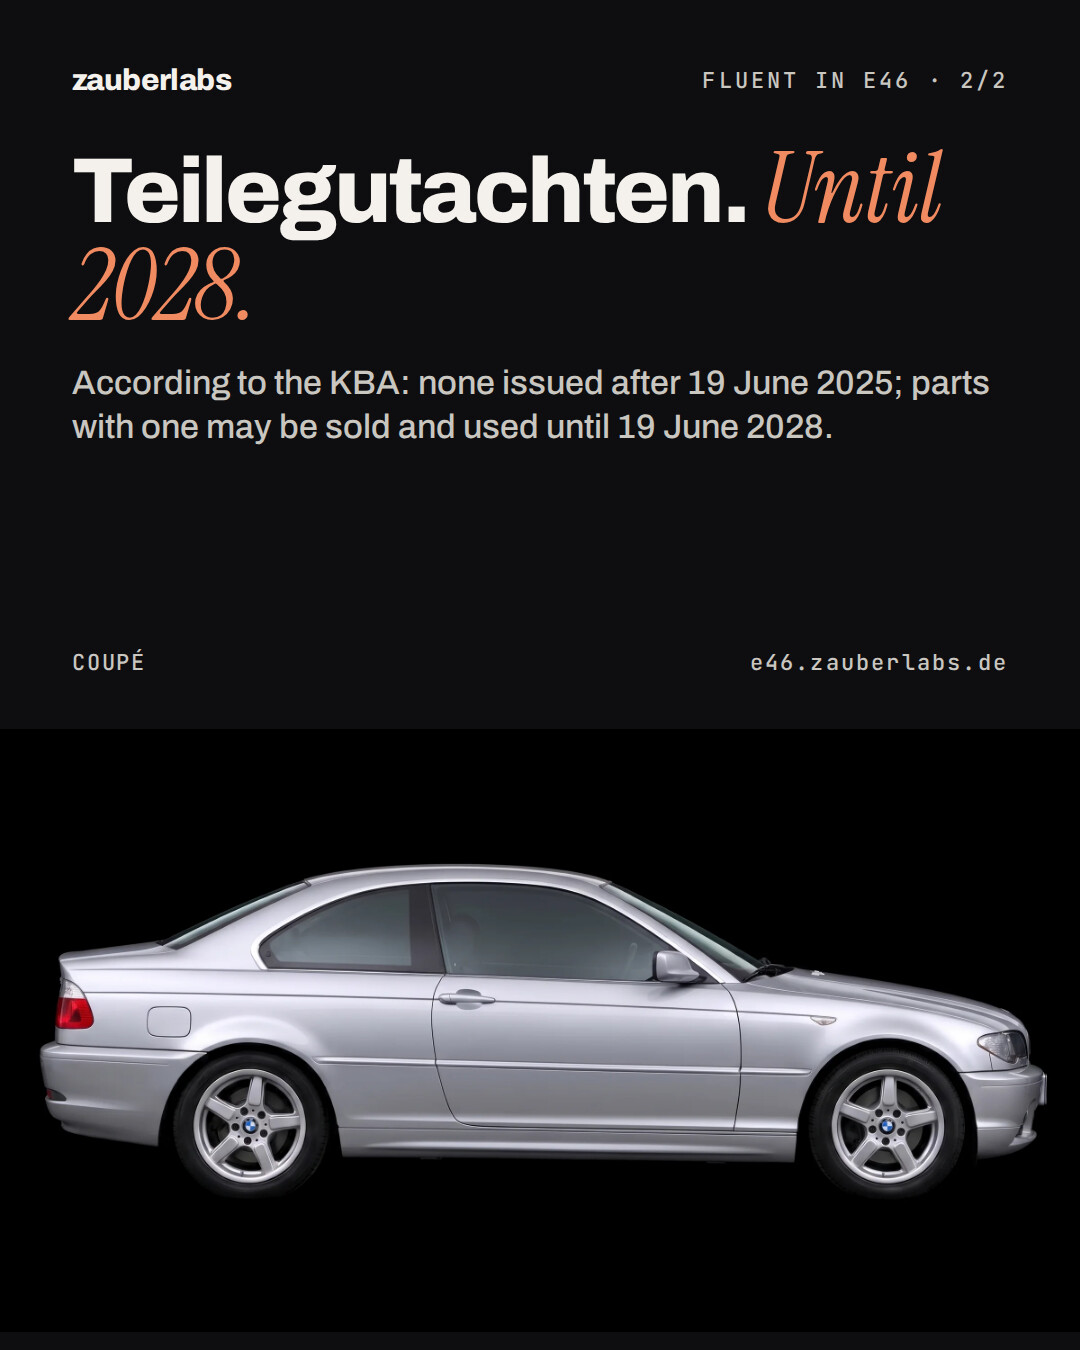 zauberlabs
FLUENT IN E46 · 2/2
Teilegutachten. Until
2028.
According to the KBA: none issued after 19 June 2025; parts
with one may be sold and used until 19 June 2028.
COUPÉ
e46.zauberlabs.de